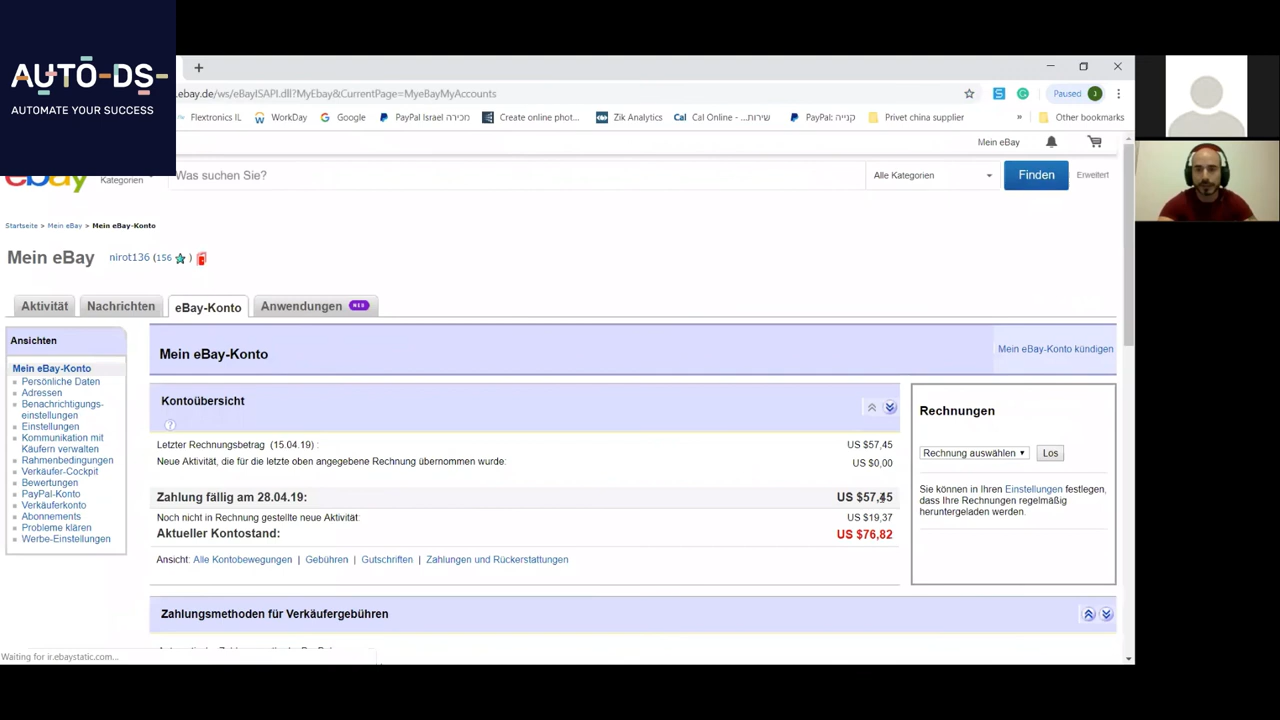 AUTO-DS-
AUTOMATE YOUR SUCCESS
.ebay.de/ws/eBayISAPI.dll?MyEbay&CurrentPage=MyeBayMyAccounts
Paused
J
Flextronics IL
WorkDay
Google
PayPal Israel מכירה
Create online phot...
Zik Analytics
Cal Cal Online - ...שירות
PayPal: קנייה
Privet china supplier
»
Other bookmarks
Mein eBay
ebay
Kategorien
Was suchen Sie?
Alle Kategorien
Finden
Erweitert
Startseite > Mein eBay > Mein eBay-Konto
Mein eBay
nirot136 (156 )
Aktivität
Nachrichten
eBay-Konto
Anwendungen
Ansichten
Mein eBay-Konto
Persönliche Daten
Adressen
Benachrichtigungs-
einstellungen
Einstellungen
Kommunikation mit
Käufern verwalten
Rahmenbedingungen
Verkäufer-Cockpit
Bewertungen
PayPal-Konto
Verkäuferkonto
Abonnements
Probleme klären
Werbe-Einstellungen
Mein eBay-Konto
Mein eBay-Konto kündigen
Kontoübersicht
?
Letzter Rechnungsbetrag (15.04.19) : US $57,45
Neue Aktivität, die für die letzte oben angegebene Rechnung übernommen wurde: US $0,00
Zahlung fällig am 28.04.19: US $57,45
Noch nicht in Rechnung gestellte neue Aktivität: US $19,37
Aktueller Kontostand: US $76,82
Ansicht: Alle Kontobewegungen | Gebühren | Gutschriften | Zahlungen und Rückerstattungen
Rechnungen
Rechnung auswählen
Los
Sie können in Ihren Einstellungen festlegen,
dass Ihre Rechnungen regelmäßig
heruntergeladen werden.
Zahlungsmethoden für Verkäufergebühren
Waiting for ir.ebaystatic.com...